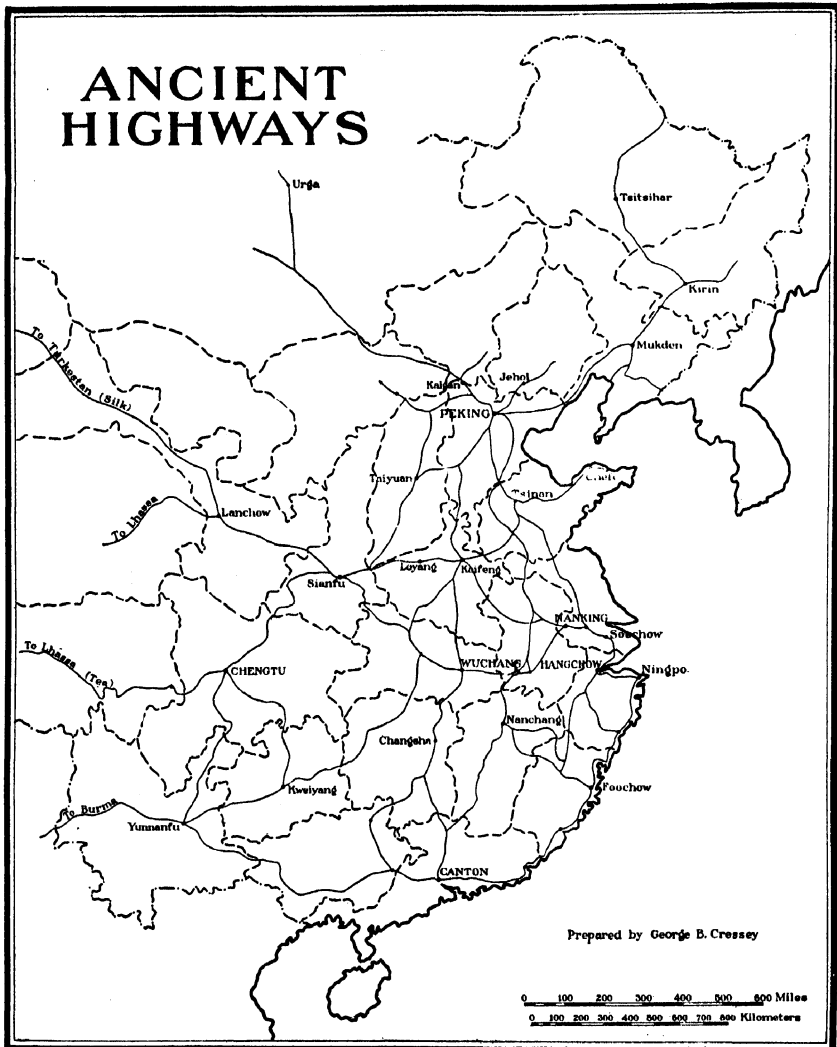 ANCIENT
HIGHWAYS
Urga
Tsitsihar
Kirin
Mukden
To Turkestan (Silk)
Kalgan
Jehol
PEKING
Taiyuan
Tsinan
To Lhassa
Lanchow
Loyang
Kaifeng
Sianfu
NANKING
Soochow
To Lhassa (Tea)
CHENGTU
WUCHANG
HANGCHOW
Ningpo
Nanchang
Changsha
Kweiyang
Foochow
To Burma
Yunnanfu
CANTON
Prepared by George B. Cressey
0 100 200 300 400 500 600 Miles
0 100 200 300 400 500 600 700 800 Kilometers